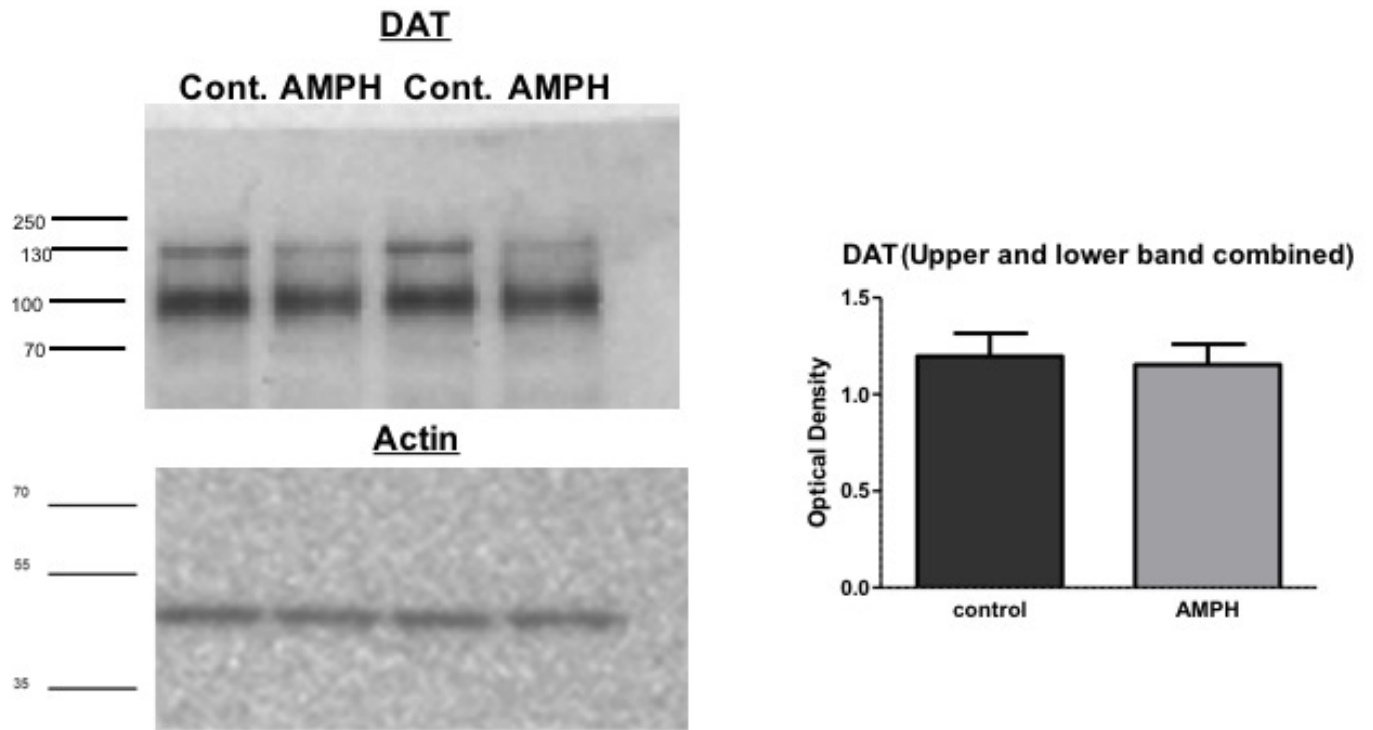 DAT
Cont. AMPH Cont. AMPH
250
130
100
70
Actin
70
55
35
DAT(Upper and lower band combined)
Optical Density
1.5
1.0
0.5
0.0
control AMPH